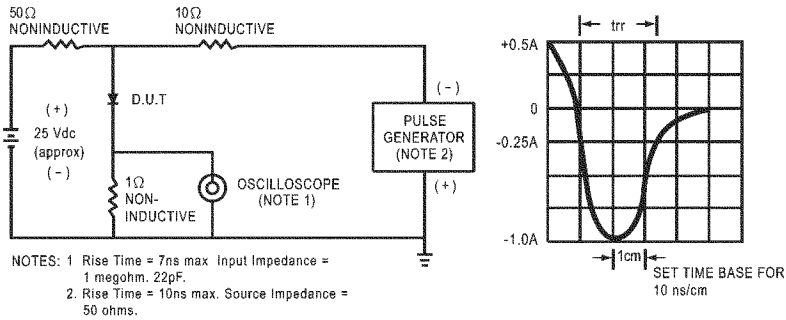 50Ω
NONINDUCTIVE
10Ω
NONINDUCTIVE
D.U.T
(+)
25 Vdc
(approx)
(-)
1Ω
NON-
INDUCTIVE
OSCILLOSCOPE
(NOTE 1)
(-)
PULSE
GENERATOR
(NOTE 2)
(+)
NOTES: 1 Rise Time = 7ns max Input Impedance =
1 megohm. 22pF.
2. Rise Time = 10ns max. Source Impedance =
50 ohms.
trr
+0.5A
0
-0.25A
-1.0A
1cm
SET TIME BASE FOR
10 ns/cm